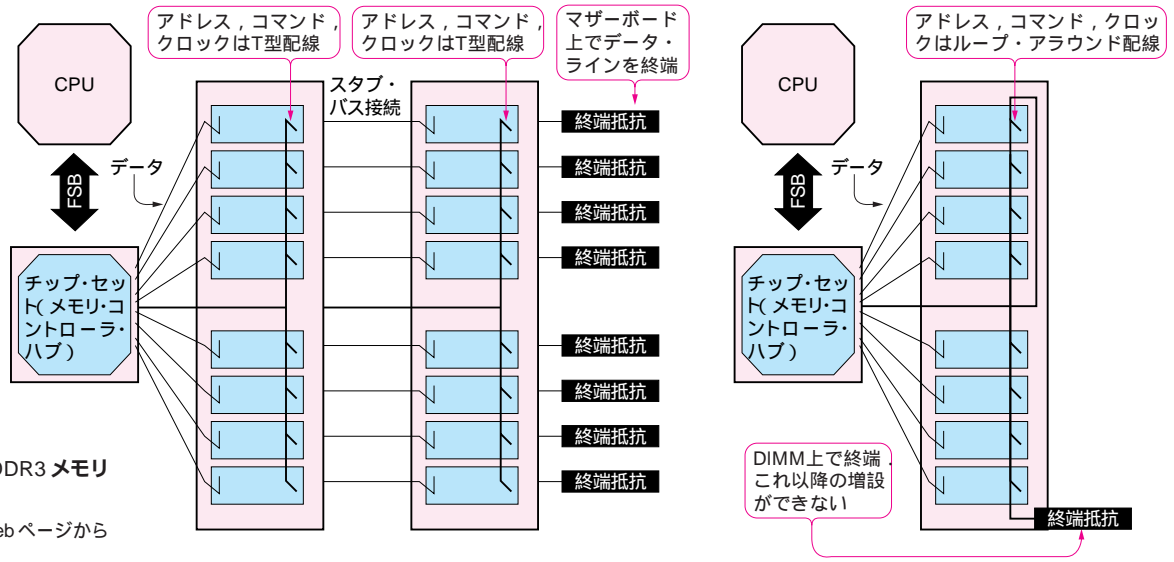 アドレス，コマンド，
クロックはT型配線
アドレス，コマンド，
クロックはT型配線
マザーボード
上でデータ・
ラインを終端
CPU
スタブ・
バス接続
FSB
データ
チップ・セッ
ト(メモリ・コ
ントローラ・
ハブ)
終端抵抗
終端抵抗
終端抵抗
終端抵抗
終端抵抗
終端抵抗
終端抵抗
終端抵抗
アドレス，コマンド，クロッ
クはループ・アラウンド配線
CPU
FSB
データ
チップ・セッ
ト(メモリ・コ
ントローラ・
ハブ)
DIMM上で終端．
これ以降の増設
ができない
終端抵抗
DDR3 メモリ
ebページから